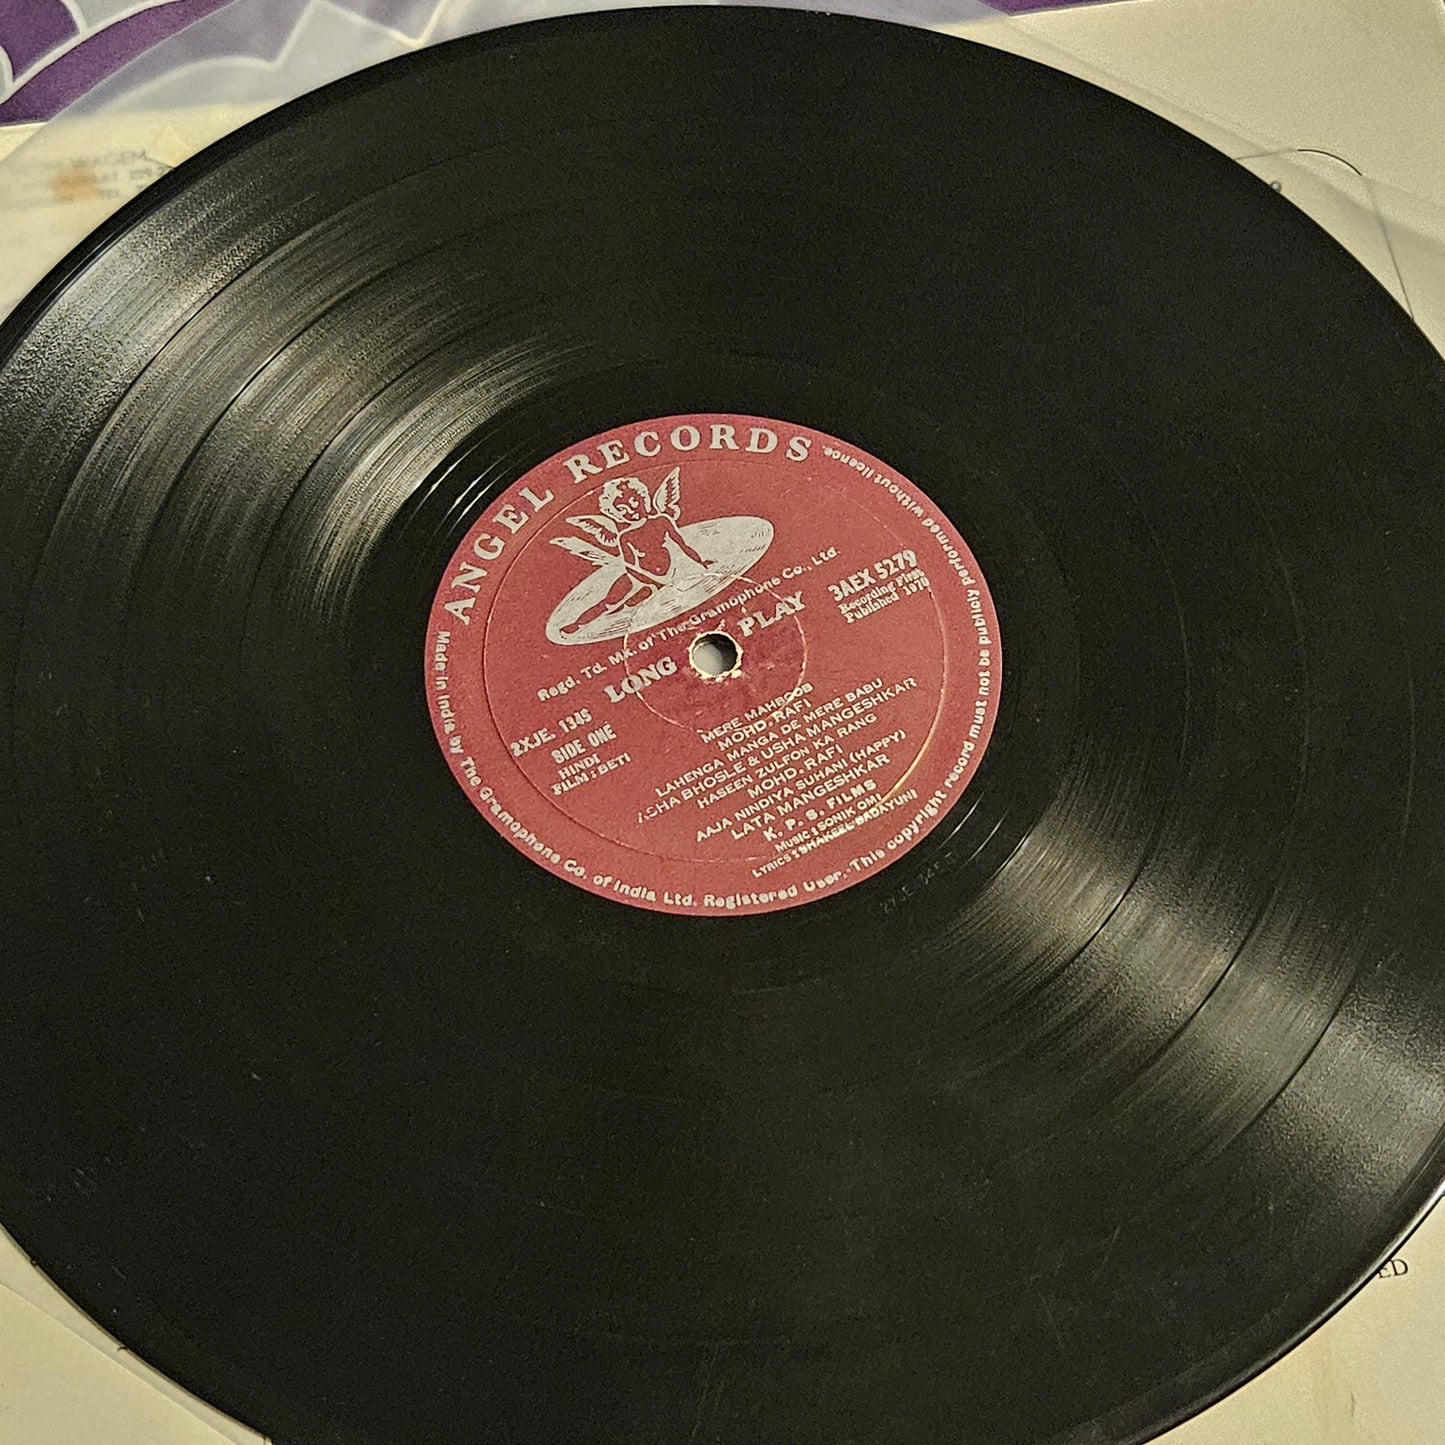 ANGEL RECORDS
Regd. Td. Mk. of The Gramophone Co., Ltd.
LONG PLAY
3AEX 5279
Recording First
Published 1970
2XJE. 134S
SIDE ONE
HINDI
FILM : BETI
MERE MAHBOOB
MOHD. RAFI
LAHENGA MANGA DE MERE BABU
ASHA BHOSLE & USHA MANGESHKAR
HASEEN ZULFON KA RANG
MOHD. RAFI
AAJA NINDIYA SUHANI (HAPPY)
LATA MANGESHKAR
K. P. S. FILMS
Music : SONIK OMI
LYRICS : SHAKEEL BADAYUNI
Made in India by The Gramophone Co. of India Ltd. Registered User.-This copyright record must not be publicly performed without licence
ED